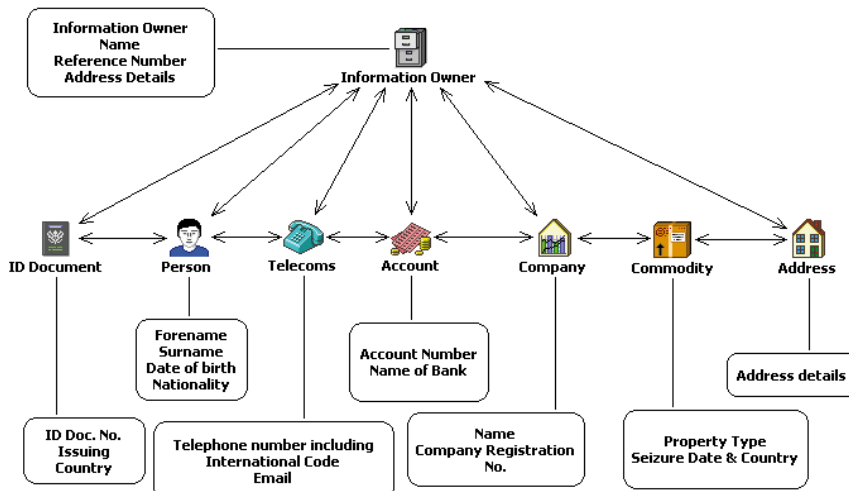 Information Owner
Name
Reference Number
Address Details
Information Owner
ID Document
Person
Telecoms
Account
Company
Commodity
Address
Forename
Surname
Date of birth
Nationality
Account Number
Name of Bank
Address details
ID Doc. No.
Issuing
Country
Telephone number including
International Code
Email
Name
Company Registration
No.
Property Type
Seizure Date & Country